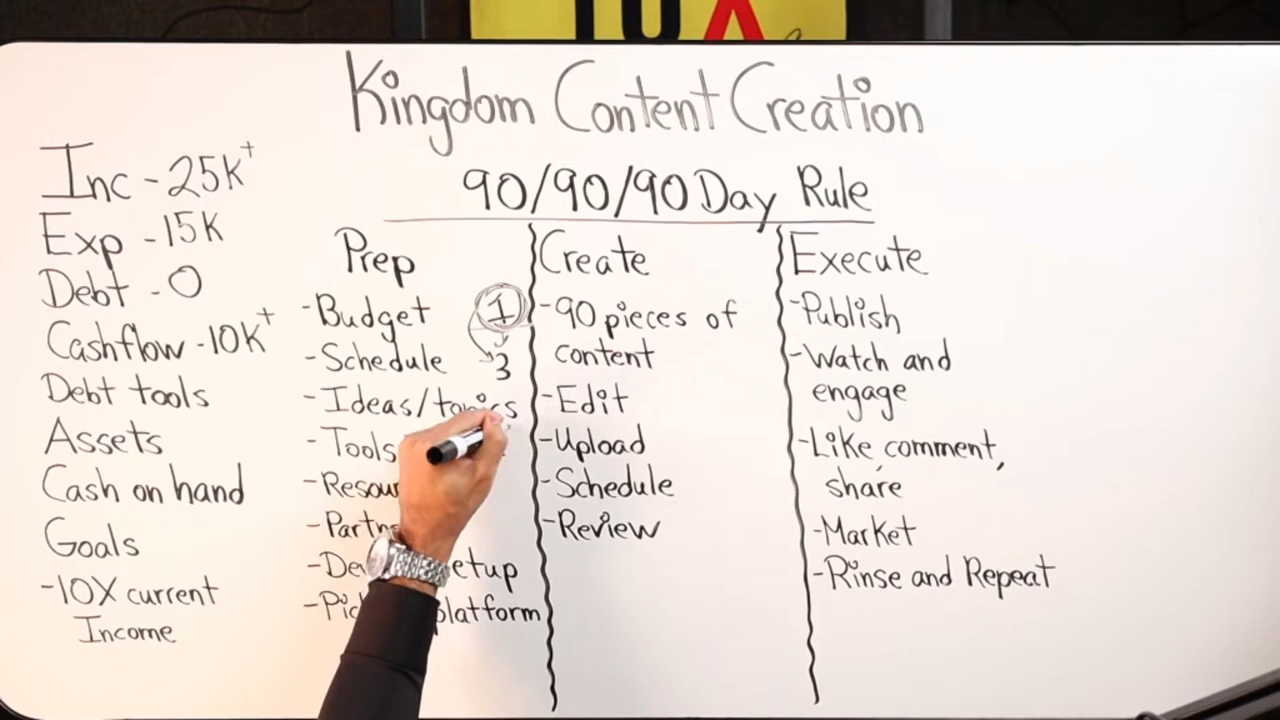 10X
Kingdom Content Creation
90/90/90 Day Rule
Inc - 25K+
Exp - 15K
Debt - 0
Cashflow - 10K+
Debt tools
Assets
Cash on hand
Goals
- 10X current
Income
Prep
- Budget
- Schedule
- Ideas/topics
- Tools
-
-
-
- platform
1
3
Create
- 90 pieces of
content
- Edit
- Upload
- Schedule
- Review
Execute
- Publish
- Watch and
engage
- Like, comment,
share
- Market
- Rinse and Repeat